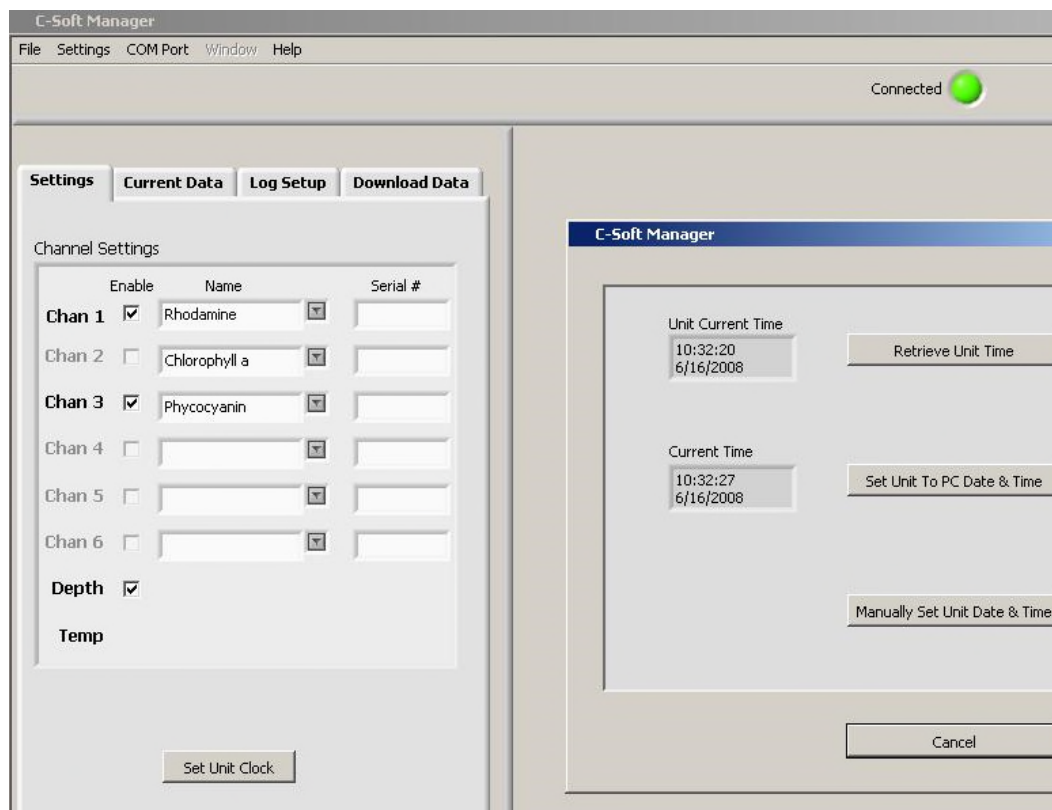 C-Soft Manager
File Settings COM Port Window Help
Connected
Settings Current Data Log Setup Download Data
Channel Settings
Enable Name Serial #
Chan 1 Rhodamine
Chan 2 Chlorophyll a
Chan 3 Phycocyanin
Chan 4
Chan 5
Chan 6
Depth
Temp
Set Unit Clock
C-Soft Manager
Unit Current Time
10:32:20
6/16/2008
Retrieve Unit Time
Current Time
10:32:27
6/16/2008
Set Unit To PC Date & Time
Manually Set Unit Date & Time
Cancel